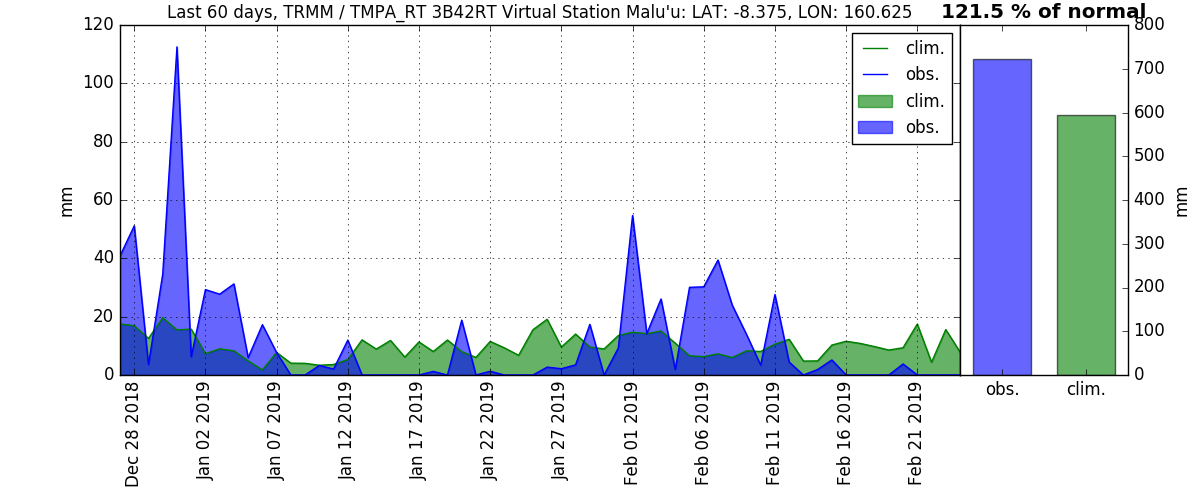 Last 60 days, TRMM / TMPA_RT 3B42RT Virtual Station Malu'u: LAT: -8.375, LON: 160.625
121.5 % of normal
120
100
80
60
40
20
0
mm
clim.
obs.
clim.
obs.
800
700
600
500
400
300
200
100
0
mm
obs.
clim.
Dec 28 2018
Jan 02 2019
Jan 07 2019
Jan 12 2019
Jan 17 2019
Jan 22 2019
Jan 27 2019
Feb 01 2019
Feb 06 2019
Feb 11 2019
Feb 16 2019
Feb 21 2019